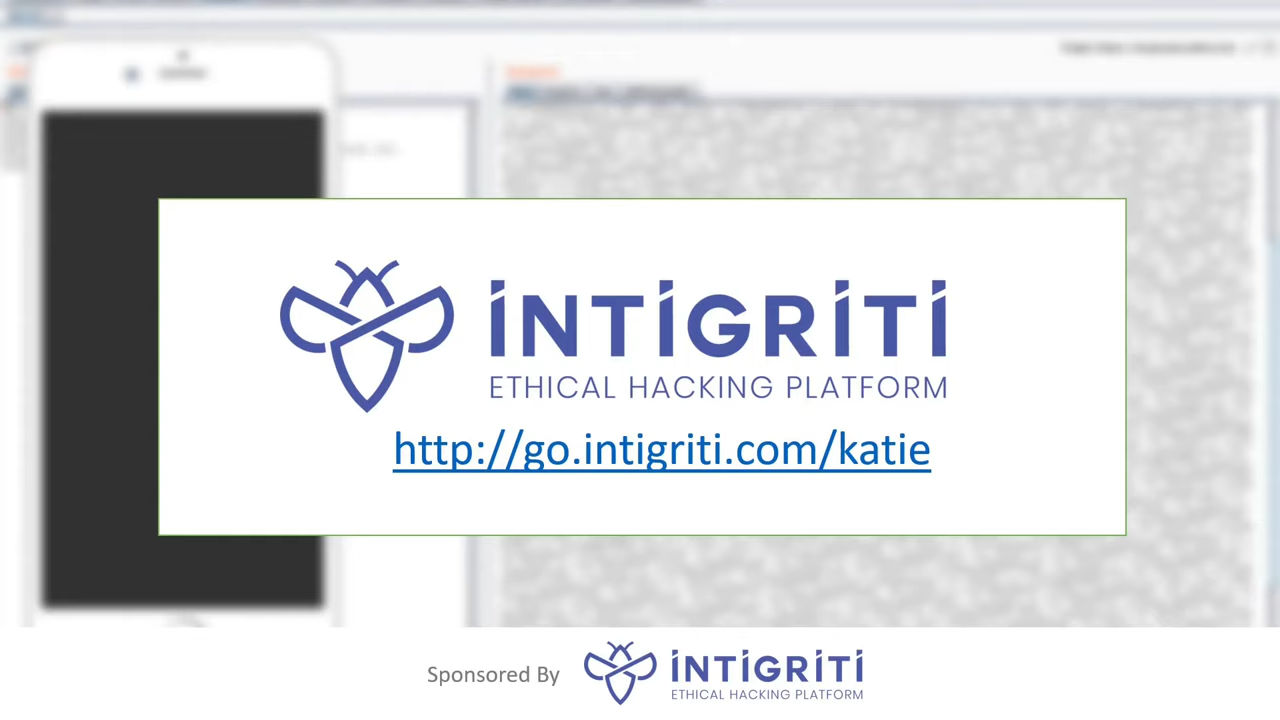 INTIGRITI
ETHICAL HACKING PLATFORM
http://go.intigriti.com/katie
Sponsored By
INTIGRITI
ETHICAL HACKING PLATFORM